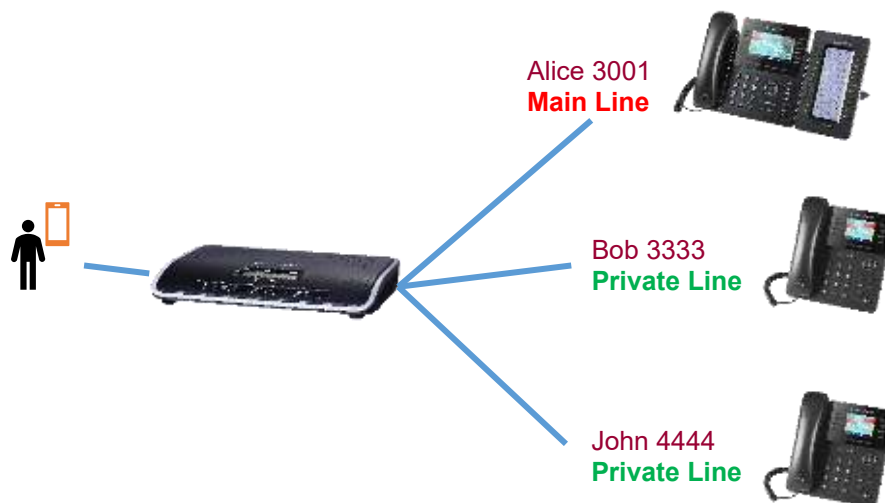 Alice 3001
Main Line
Bob 3333
Private Line
John 4444
Private Line